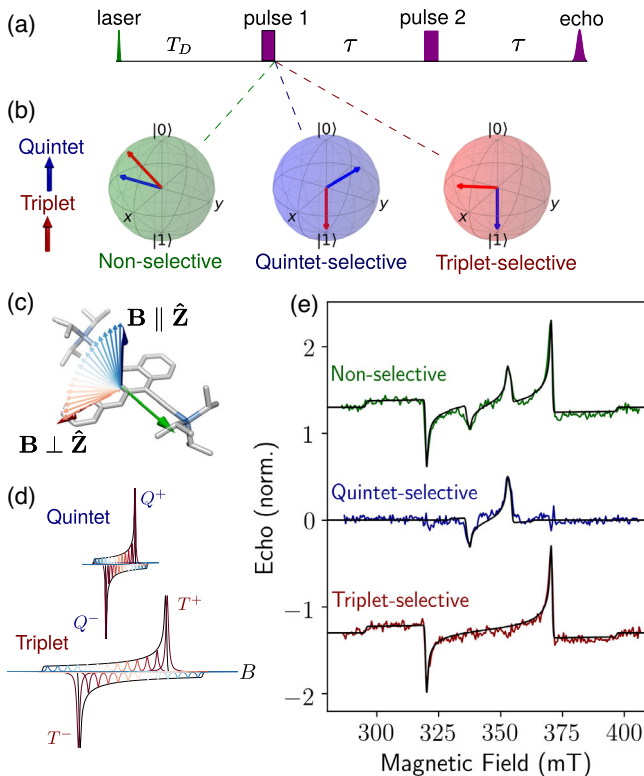 (a)
laser
pulse 1
pulse 2
echo
T_D
τ
τ
(b)
Quintet
Triplet
|0⟩
x
y
|1⟩
Non-selective
|0⟩
x
y
|1⟩
Quintet-selective
|0⟩
x
y
|1⟩
Triplet-selective
(c)
B ∥ Ẑ
B ⊥ Ẑ
(d)
Quintet
Q⁺
Q⁻
Triplet
T⁺
B
T⁻
(e)
Echo (norm.)
2
1
0
−1
−2
Non-selective
Quintet-selective
Triplet-selective
300
325
350
375
400
Magnetic Field (mT)